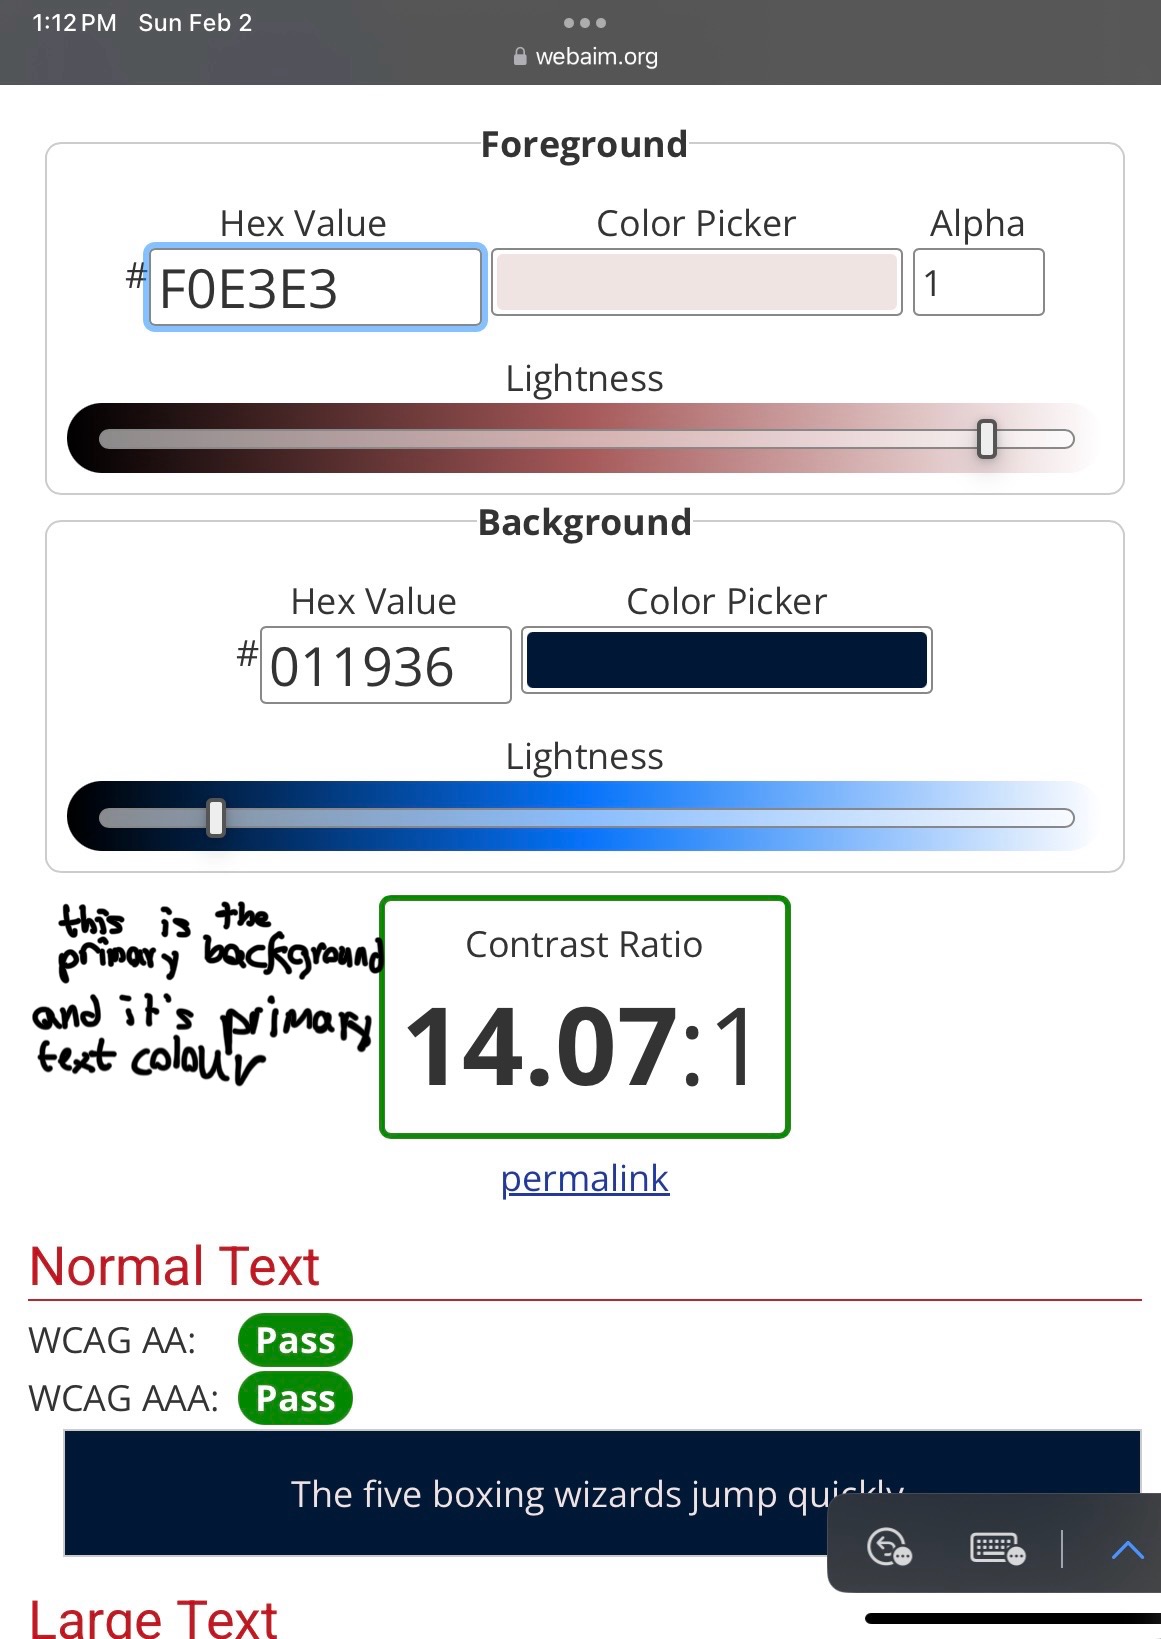 1:12 PM Sun Feb 2
webaim.org
Foreground
Hex Value Color Picker Alpha
# F0E3E3 1
Lightness
Background
Hex Value Color Picker
# 011936
Lightness
this is the
primary background
and it's primary
text colour
Contrast Ratio
14.07:1
permalink
Normal Text
WCAG AA: Pass
WCAG AAA: Pass
The five boxing wizards jump quickly
Large Text